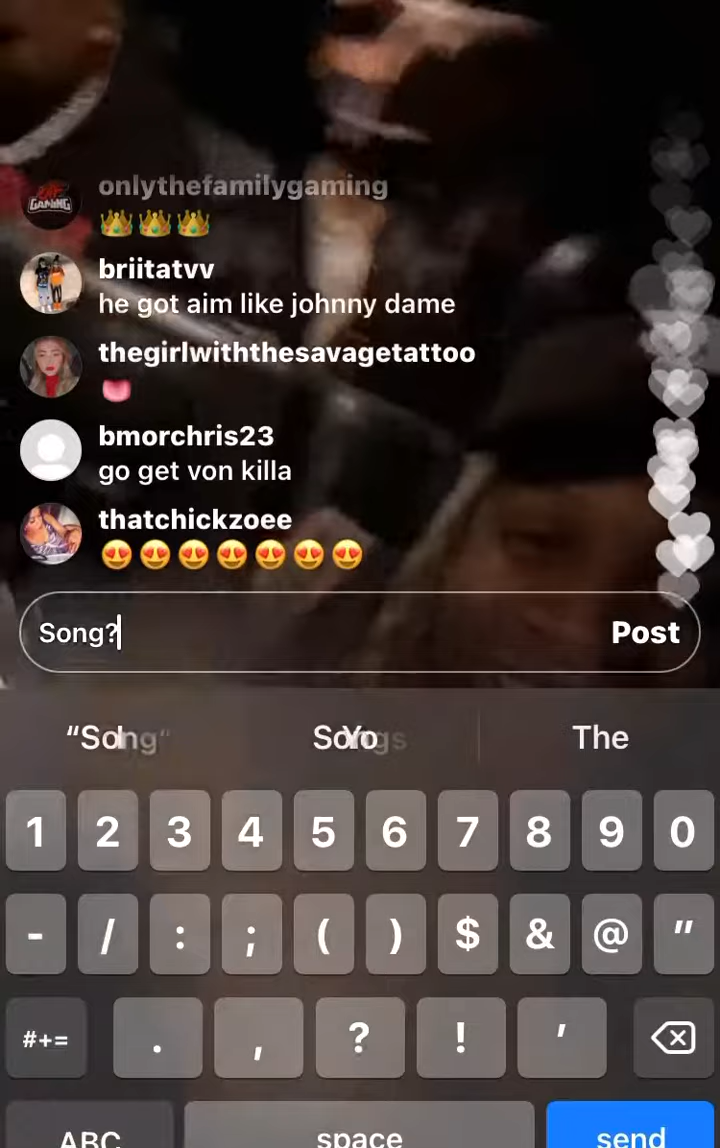 onlythefamilygaming
👑👑👑
briitatvv
he got aim like johnny dame
thegirlwiththesavagetattoo
👅
bmorchris23
go get von killa
thatchickzoee
😍😍😍😍😍😍😍
Song?
Post
The
1 2 3 4 5 6 7 8 9 0
- / : ; ( ) $ & @ "
#+= . , ? ! '
ABC space send